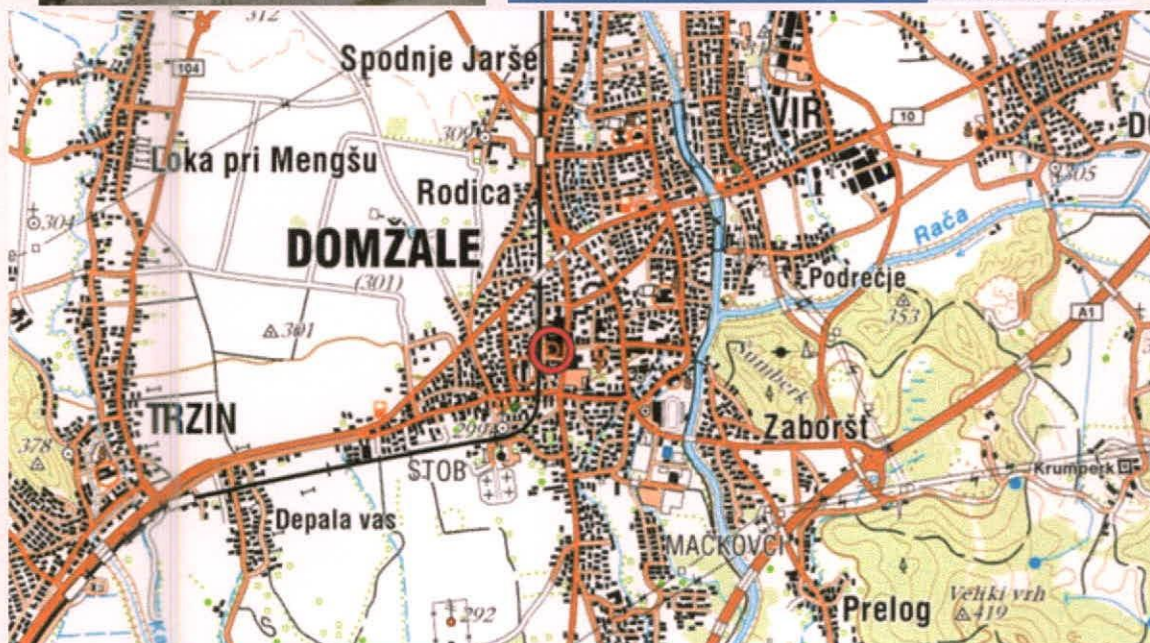 312
Spodnje Jarše
104
VIR
10
309
Loka pri Mengšu
305
Rodica
304
Rača
DOMŽALE
(301)
Podrečje
353
A1
301
D
Šumberk
TRZIN
299
Zaboršt
378
ŠTOB
Krumperk
Depala vas
MAČKOVCI
Veliki vrh
Prelog
419
292